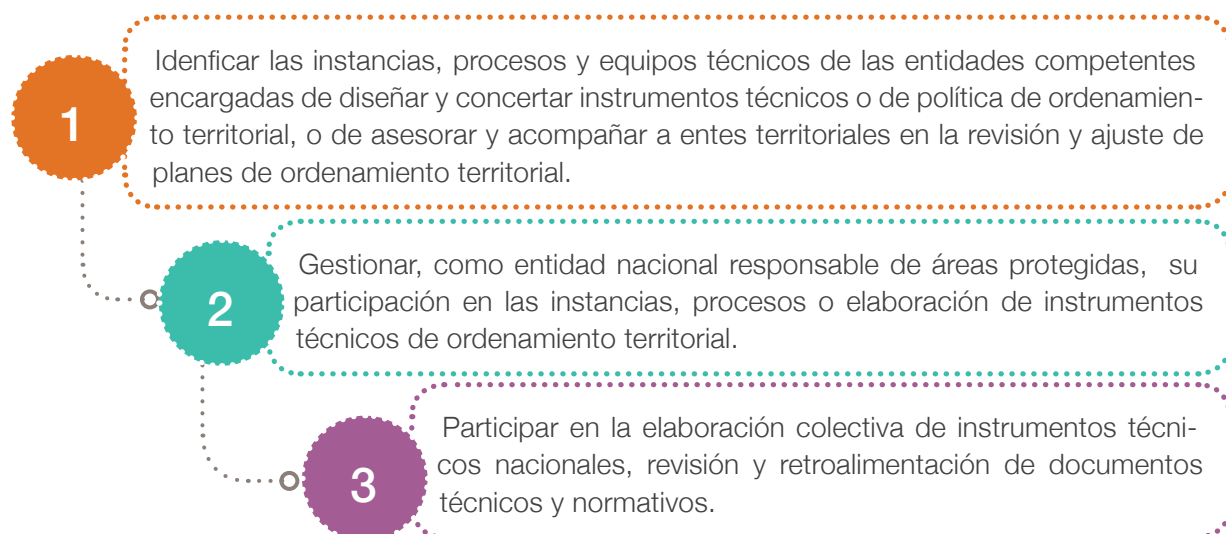 1
Idenficar las instancias, procesos y equipos técnicos de las entidades competentes
encargadas de diseñar y concertar instrumentos técnicos o de política de ordenamien-
to territorial, o de asesorar y acompañar a entes territoriales en la revisión y ajuste de
planes de ordenamiento territorial.
2
Gestionar, como entidad nacional responsable de áreas protegidas, su
participación en las instancias, procesos o elaboración de instrumentos
técnicos de ordenamiento territorial.
3
Participar en la elaboración colectiva de instrumentos técni-
cos nacionales, revisión y retroalimentación de documentos
técnicos y normativos.